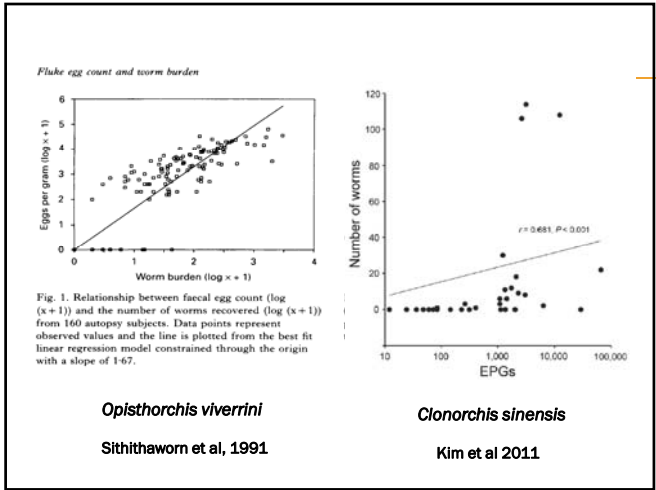 Fluke egg count and worm burden
Eggs per gram (log x + 1)
6
5
4
3
2
1
0
0
1
2
3
4
Worm burden (log x + 1)
Fig. 1. Relationship between faecal egg count (log
(x + 1)) and the number of worms recovered (log (x + 1))
from 160 autopsy subjects. Data points represent
observed values and the line is plotted from the best fit
linear regression model constrained through the origin
with a slope of 1·67.
Opisthorchis viverrini
Sithithaworn et al, 1991
Number of worms
120
100
80
60
40
20
0
r = 0.681, P < 0.001
10
100
1,000
10,000
100,000
EPGs
Clonorchis sinensis
Kim et al 2011